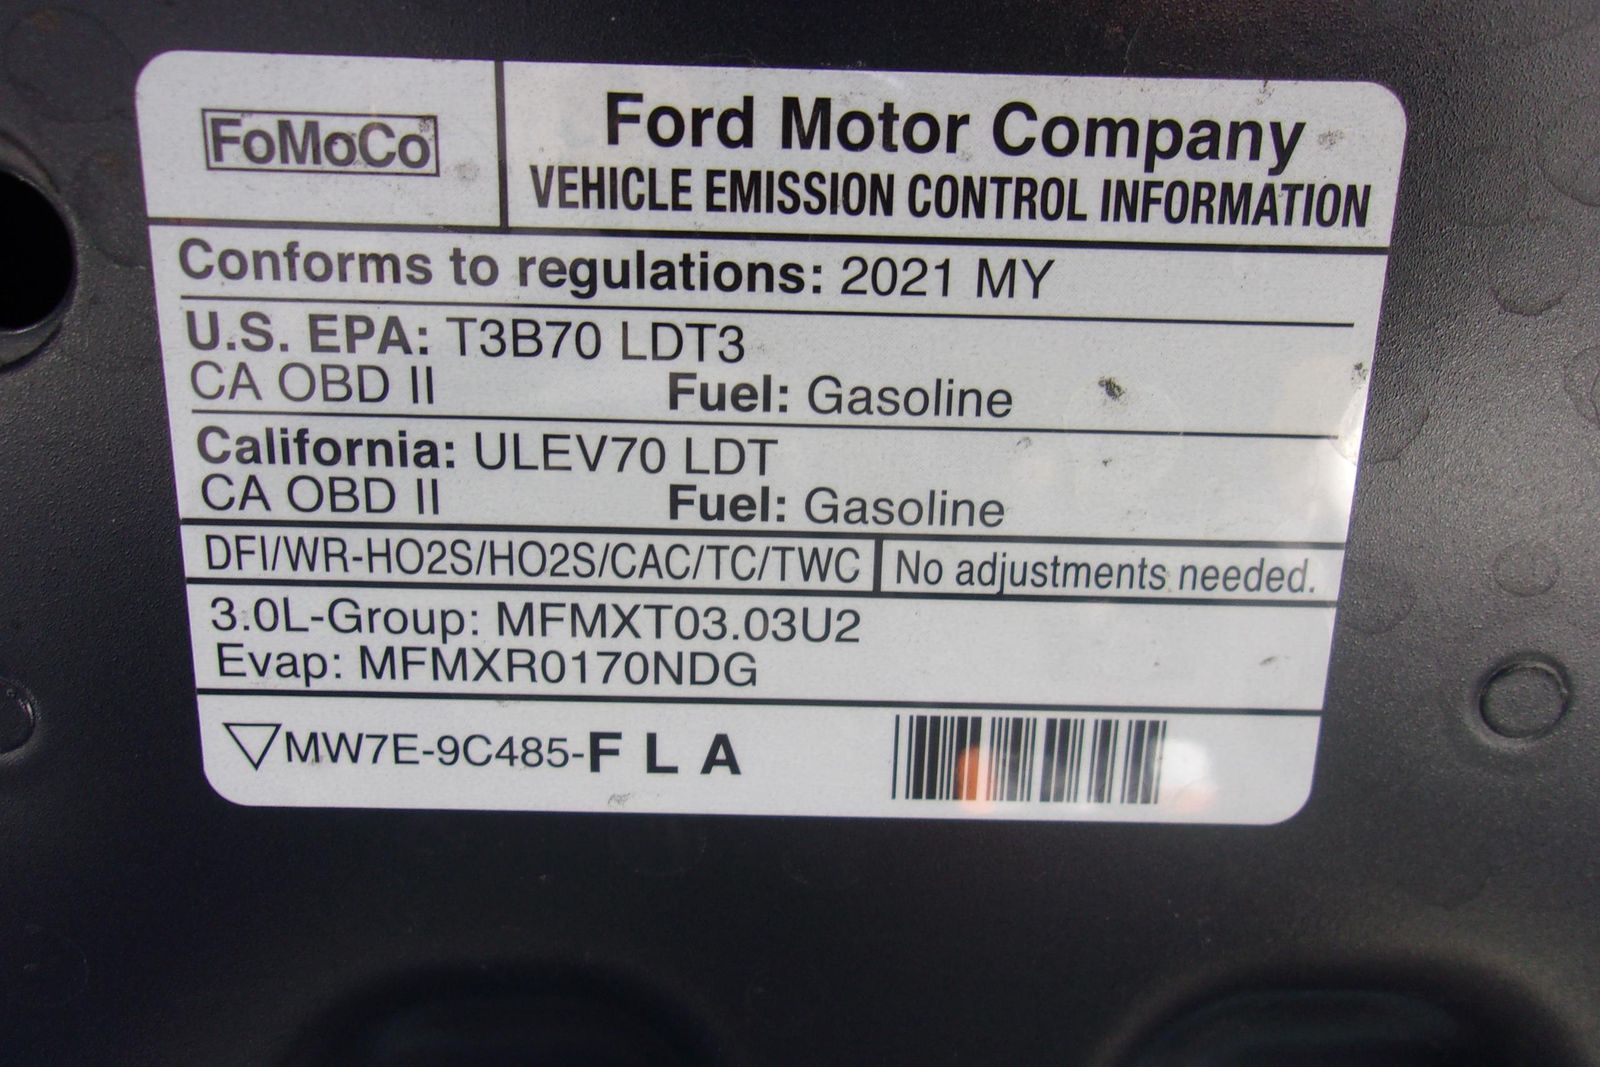 FoMoCo
Ford Motor Company
VEHICLE EMISSION CONTROL INFORMATION
Conforms to regulations: 2021 MY
U.S. EPA: T3B70 LDT3
CA OBD II Fuel: Gasoline
California: ULEV70 LDT
CA OBD II Fuel: Gasoline
DFI/WR-HO2S/HO2S/CAC/TC/TWC No adjustments needed.
3.0L-Group: MFMXT03.03U2
Evap: MFMXR0170NDG
MW7E-9C485-F L A